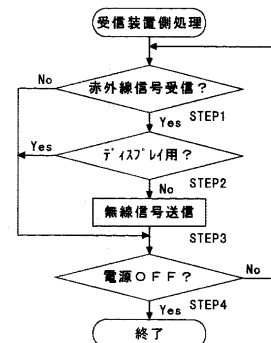 受信装置側処理
No
赤外線信号受信？
Yes
STEP1
Yes
ﾃﾞｨｽﾌﾟﾚｲ用？
No
STEP2
無線信号送信
STEP3
電源ＯＦＦ？
No
Yes
STEP4
終了